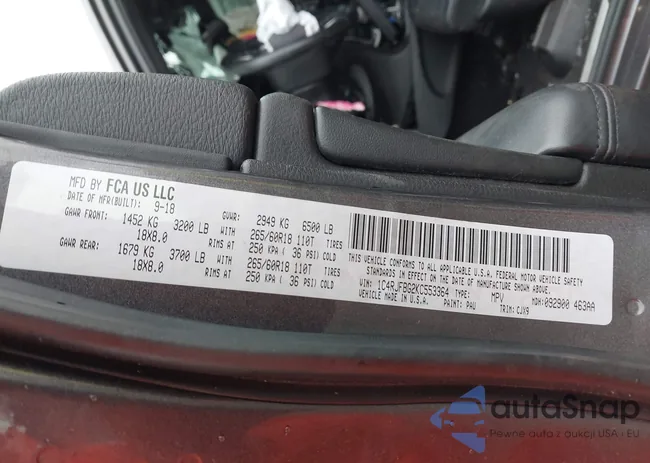 MFD BY FCA US LLC
DATE OF MFR(BUILT): 9-18 GVWR: 2949 KG 6500 LB
GAWR FRONT: 1452 KG 3200 LB WITH 265/60R18 110T TIRES
18X8.0 RIMS AT 250 KPA ( 36 PSI) COLD
GAWR REAR: 1679 KG 3700 LB WITH 265/60R18 110T TIRES
18X8.0 RIMS AT 250 KPA ( 36 PSI) COLD
THIS VEHICLE CONFORMS TO ALL APPLICABLE U.S.A. FEDERAL MOTOR VEHICLE SAFETY
STANDARDS IN EFFECT ON THE DATE OF MANUFACTURE SHOWN ABOVE.
VIN: 1C4RJFBG2KC553364 TYPE: MPV MDH: 092900 463AA
VEHICLE MADE IN U.S.A. PAINT: PAU TRIM: CJX9
autoSnap
Pewne auta z aukcji USA i EU